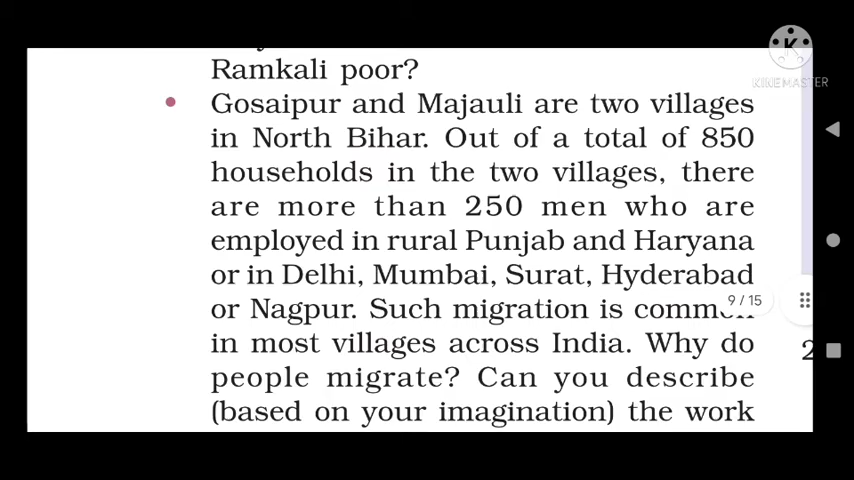 Ramkali poor?
KINEMASTER
Gosaipur and Majauli are two villages
in North Bihar. Out of a total of 850
households in the two villages, there
are more than 250 men who are
employed in rural Punjab and Haryana
or in Delhi, Mumbai, Surat, Hyderabad
or Nagpur. Such migration is common
9/15
in most villages across India. Why do
2
people migrate? Can you describe
(based on your imagination) the work